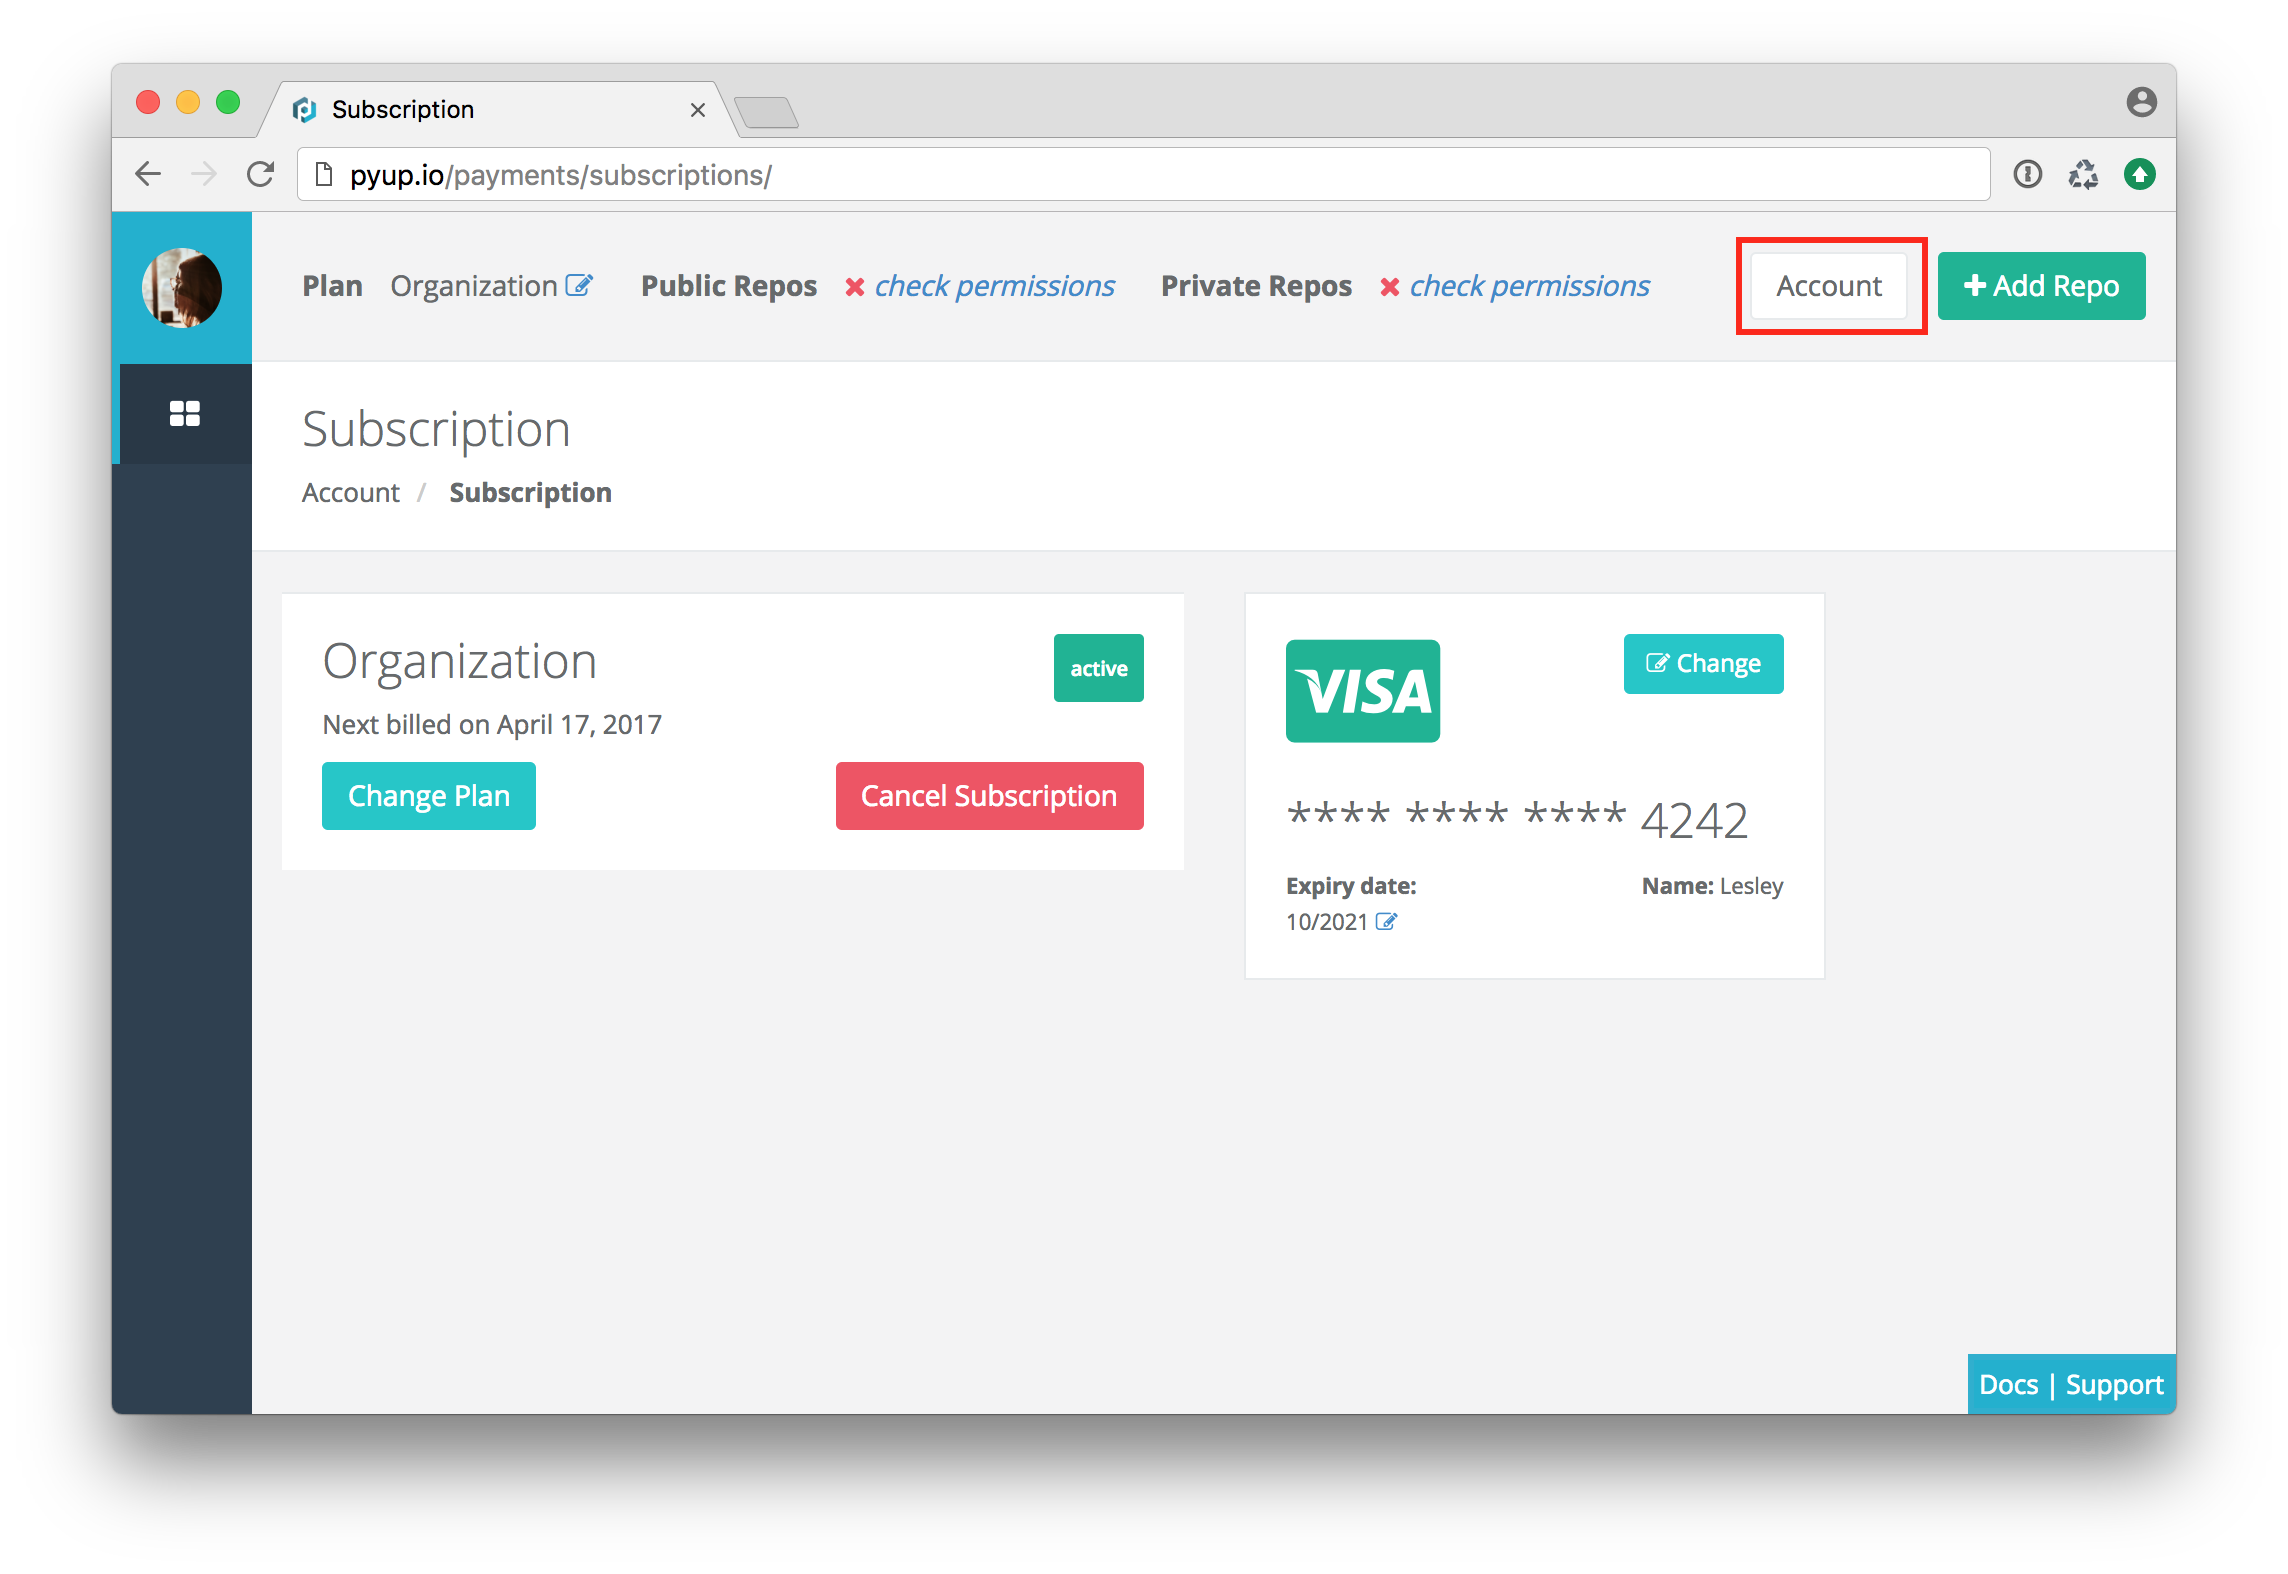 Subscription
pyup.io/payments/subscriptions/
Plan Organization Public Repos check permissions Private Repos check permissions Account Add Repo
Subscription
Account / Subscription
Organization active
Next billed on April 17, 2017
Change Plan Cancel Subscription
VISA Change
**** **** **** 4242
Expiry date: Name: Lesley
10/2021
Docs | Support